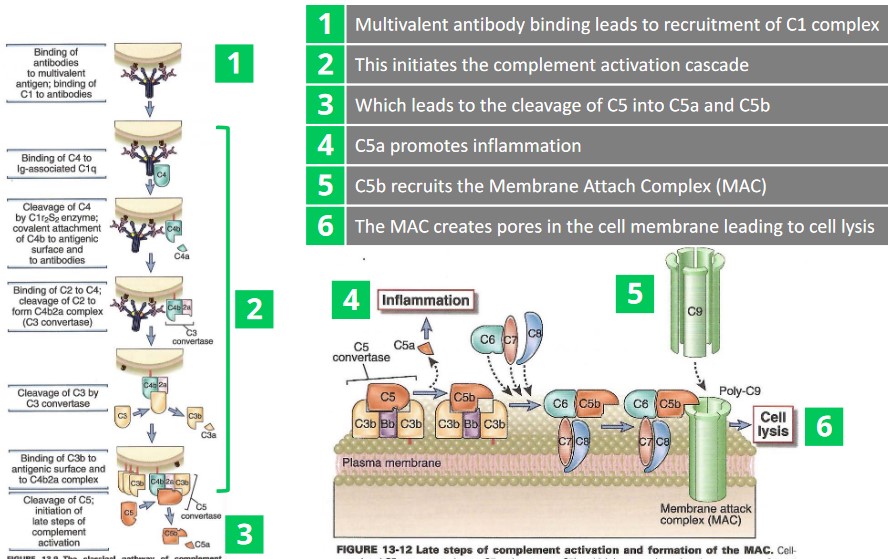 1 Multivalent antibody binding leads to recruitment of C1 complex
2 This initiates the complement activation cascade
3 Which leads to the cleavage of C5 into C5a and C5b
4 C5a promotes inflammation
5 C5b recruits the Membrane Attach Complex (MAC)
6 The MAC creates pores in the cell membrane leading to cell lysis
Binding of
antibodies
to multivalent
antigen; binding of
C1 to antibodies
1
Binding of C4 to
Ig-associated C1q
C4
Cleavage of C4
by C1r2S2 enzyme;
covalent attachment
of C4b to antigenic
surface and
to antibodies
C4b
C4a
Binding of C2 to C4;
cleavage of C2 to
form C4b2a complex
(C3 convertase)
C4b 2a
C3
convertase
2
Cleavage of C3 by
C3 convertase
C4b 2a
C3
C3b
C3a
Binding of C3b to
antigenic surface and
to C4b2a complex
C3b C4b 2a C3b
Cleavage of C5;
initiation of
late steps of
complement
activation
C5
C5
convertase
C5b
C5a
3
FIGURE 13-9 The classical pathway of complement
4
Inflammation
C5
convertase
C5a
C6 C7 C8
5
C9
C5
C3b Bb C3b
C5b
C3b Bb C3b
C6 C5b
C7 C8
C6 C5b
C7 C8
Poly-C9
Cell
lysis
6
Plasma membrane
Membrane attack
complex (MAC)
FIGURE 13-12 Late steps of complement activation and formation of the MAC. Cell-